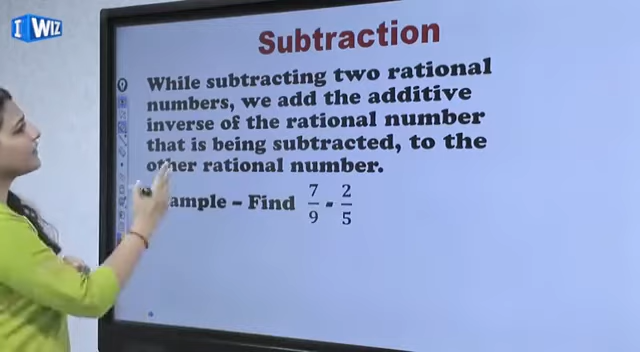 I WIZ
Subtraction
While subtracting two rational
numbers, we add the additive
inverse of the rational number
that is being subtracted, to the
other rational number.
ample - Find 7/9 - 2/5